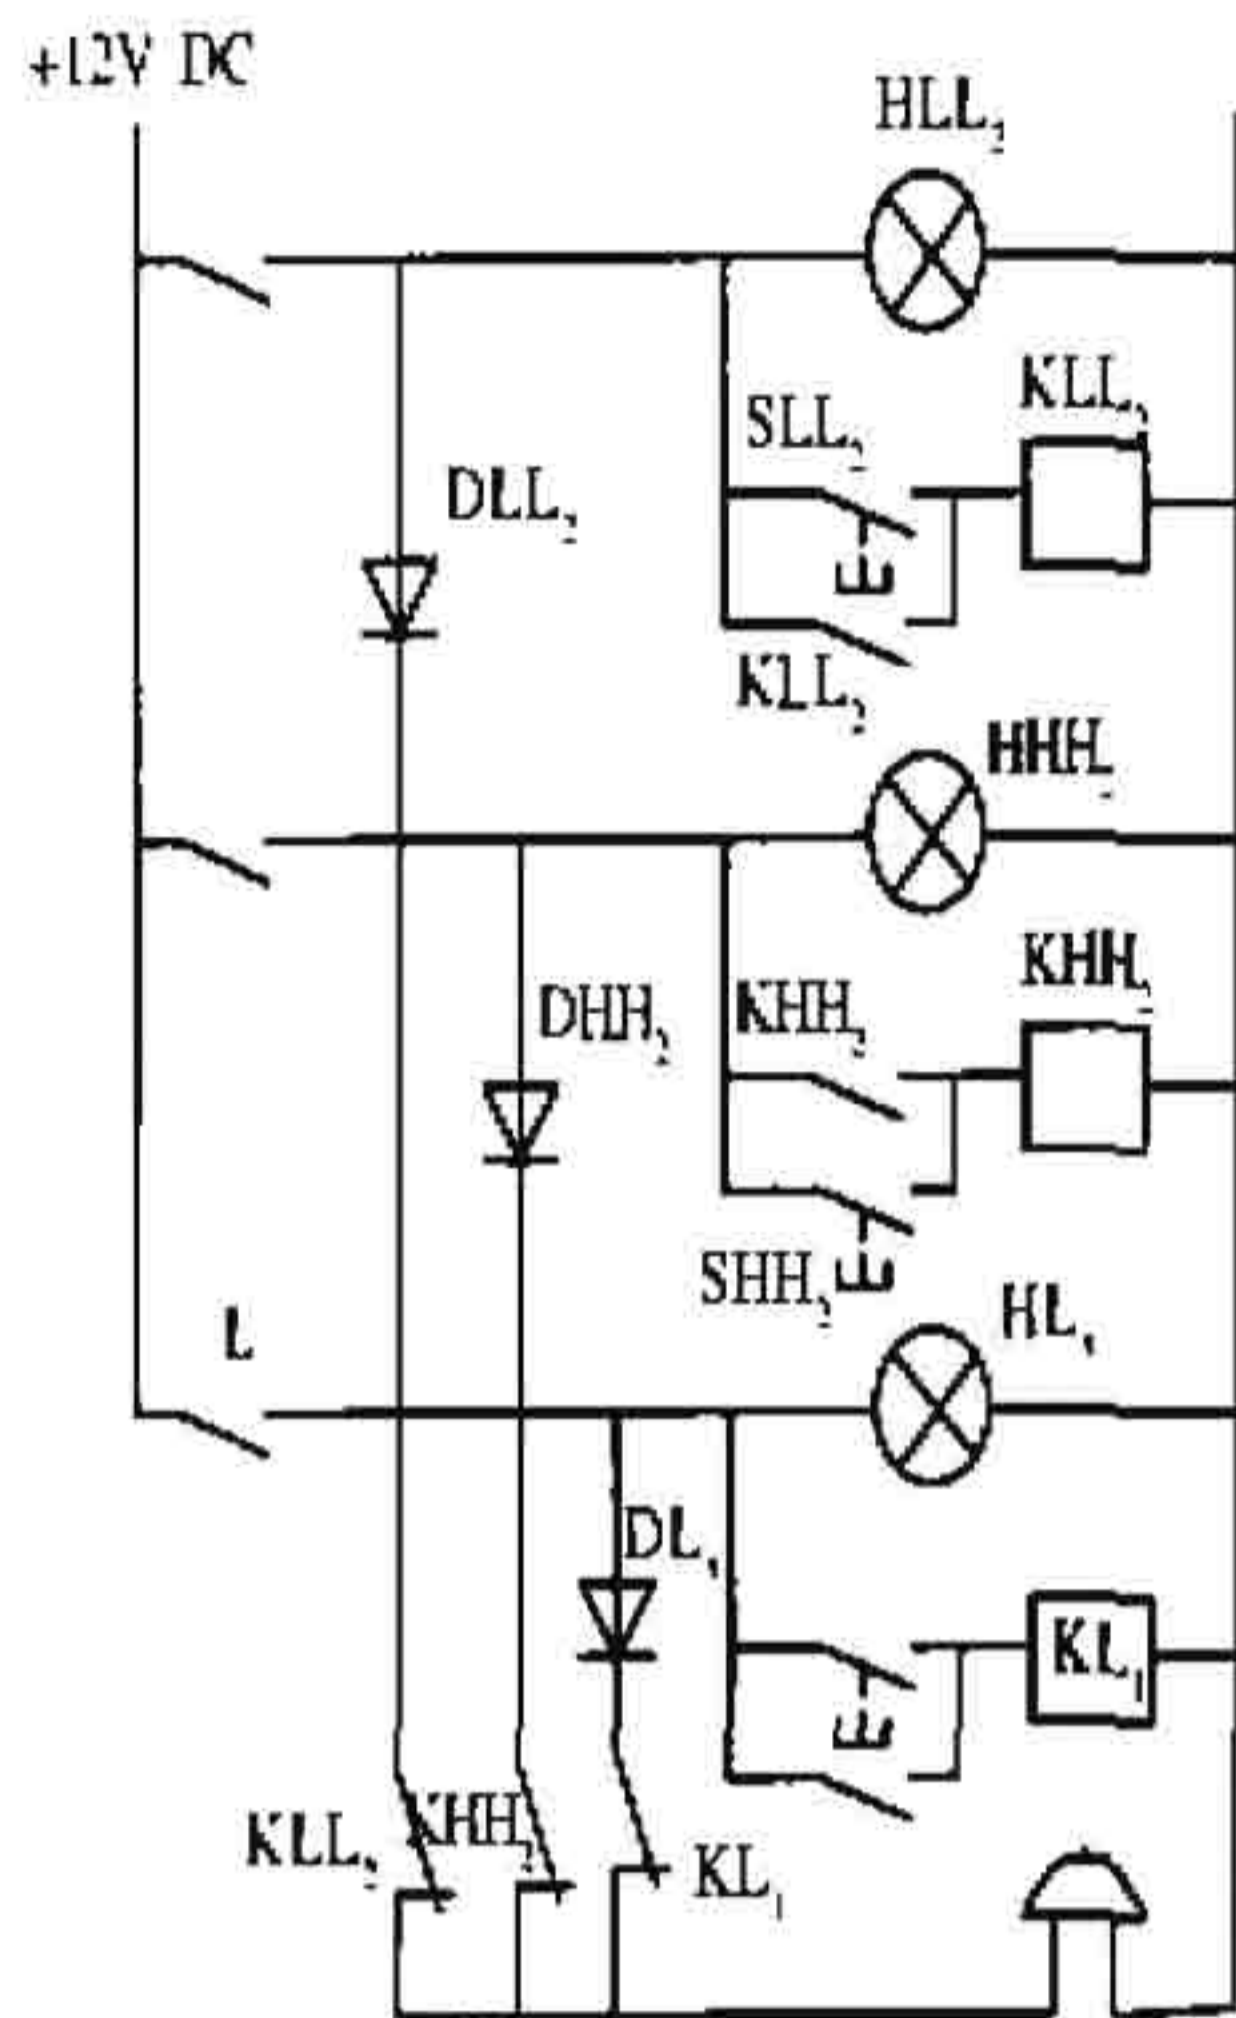 +12V DC
HLL₂
KLL₂
SLL₂
DLL₂
KLL₂
HHH₂
KHH₂
DHH₂
KHH₂
SHH₂
HL₁
L
DL₁
KL₁
KLL₂
KHH₂
KL₁